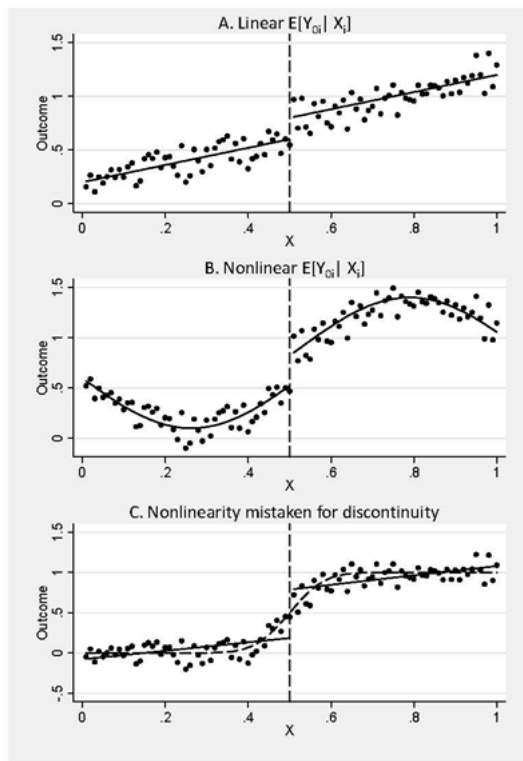 A. Linear E[Y0i| Xi]
1.5
1
.5
0
Outcome
0 .2 .4 .6 .8 1
X
B. Nonlinear E[Y0i| Xi]
1.5
1
.5
0
Outcome
0 .2 .4 .6 .8 1
X
C. Nonlinearity mistaken for discontinuity
1.5
1
.5
0
-.5
Outcome
0 .2 .4 .6 .8 1
X